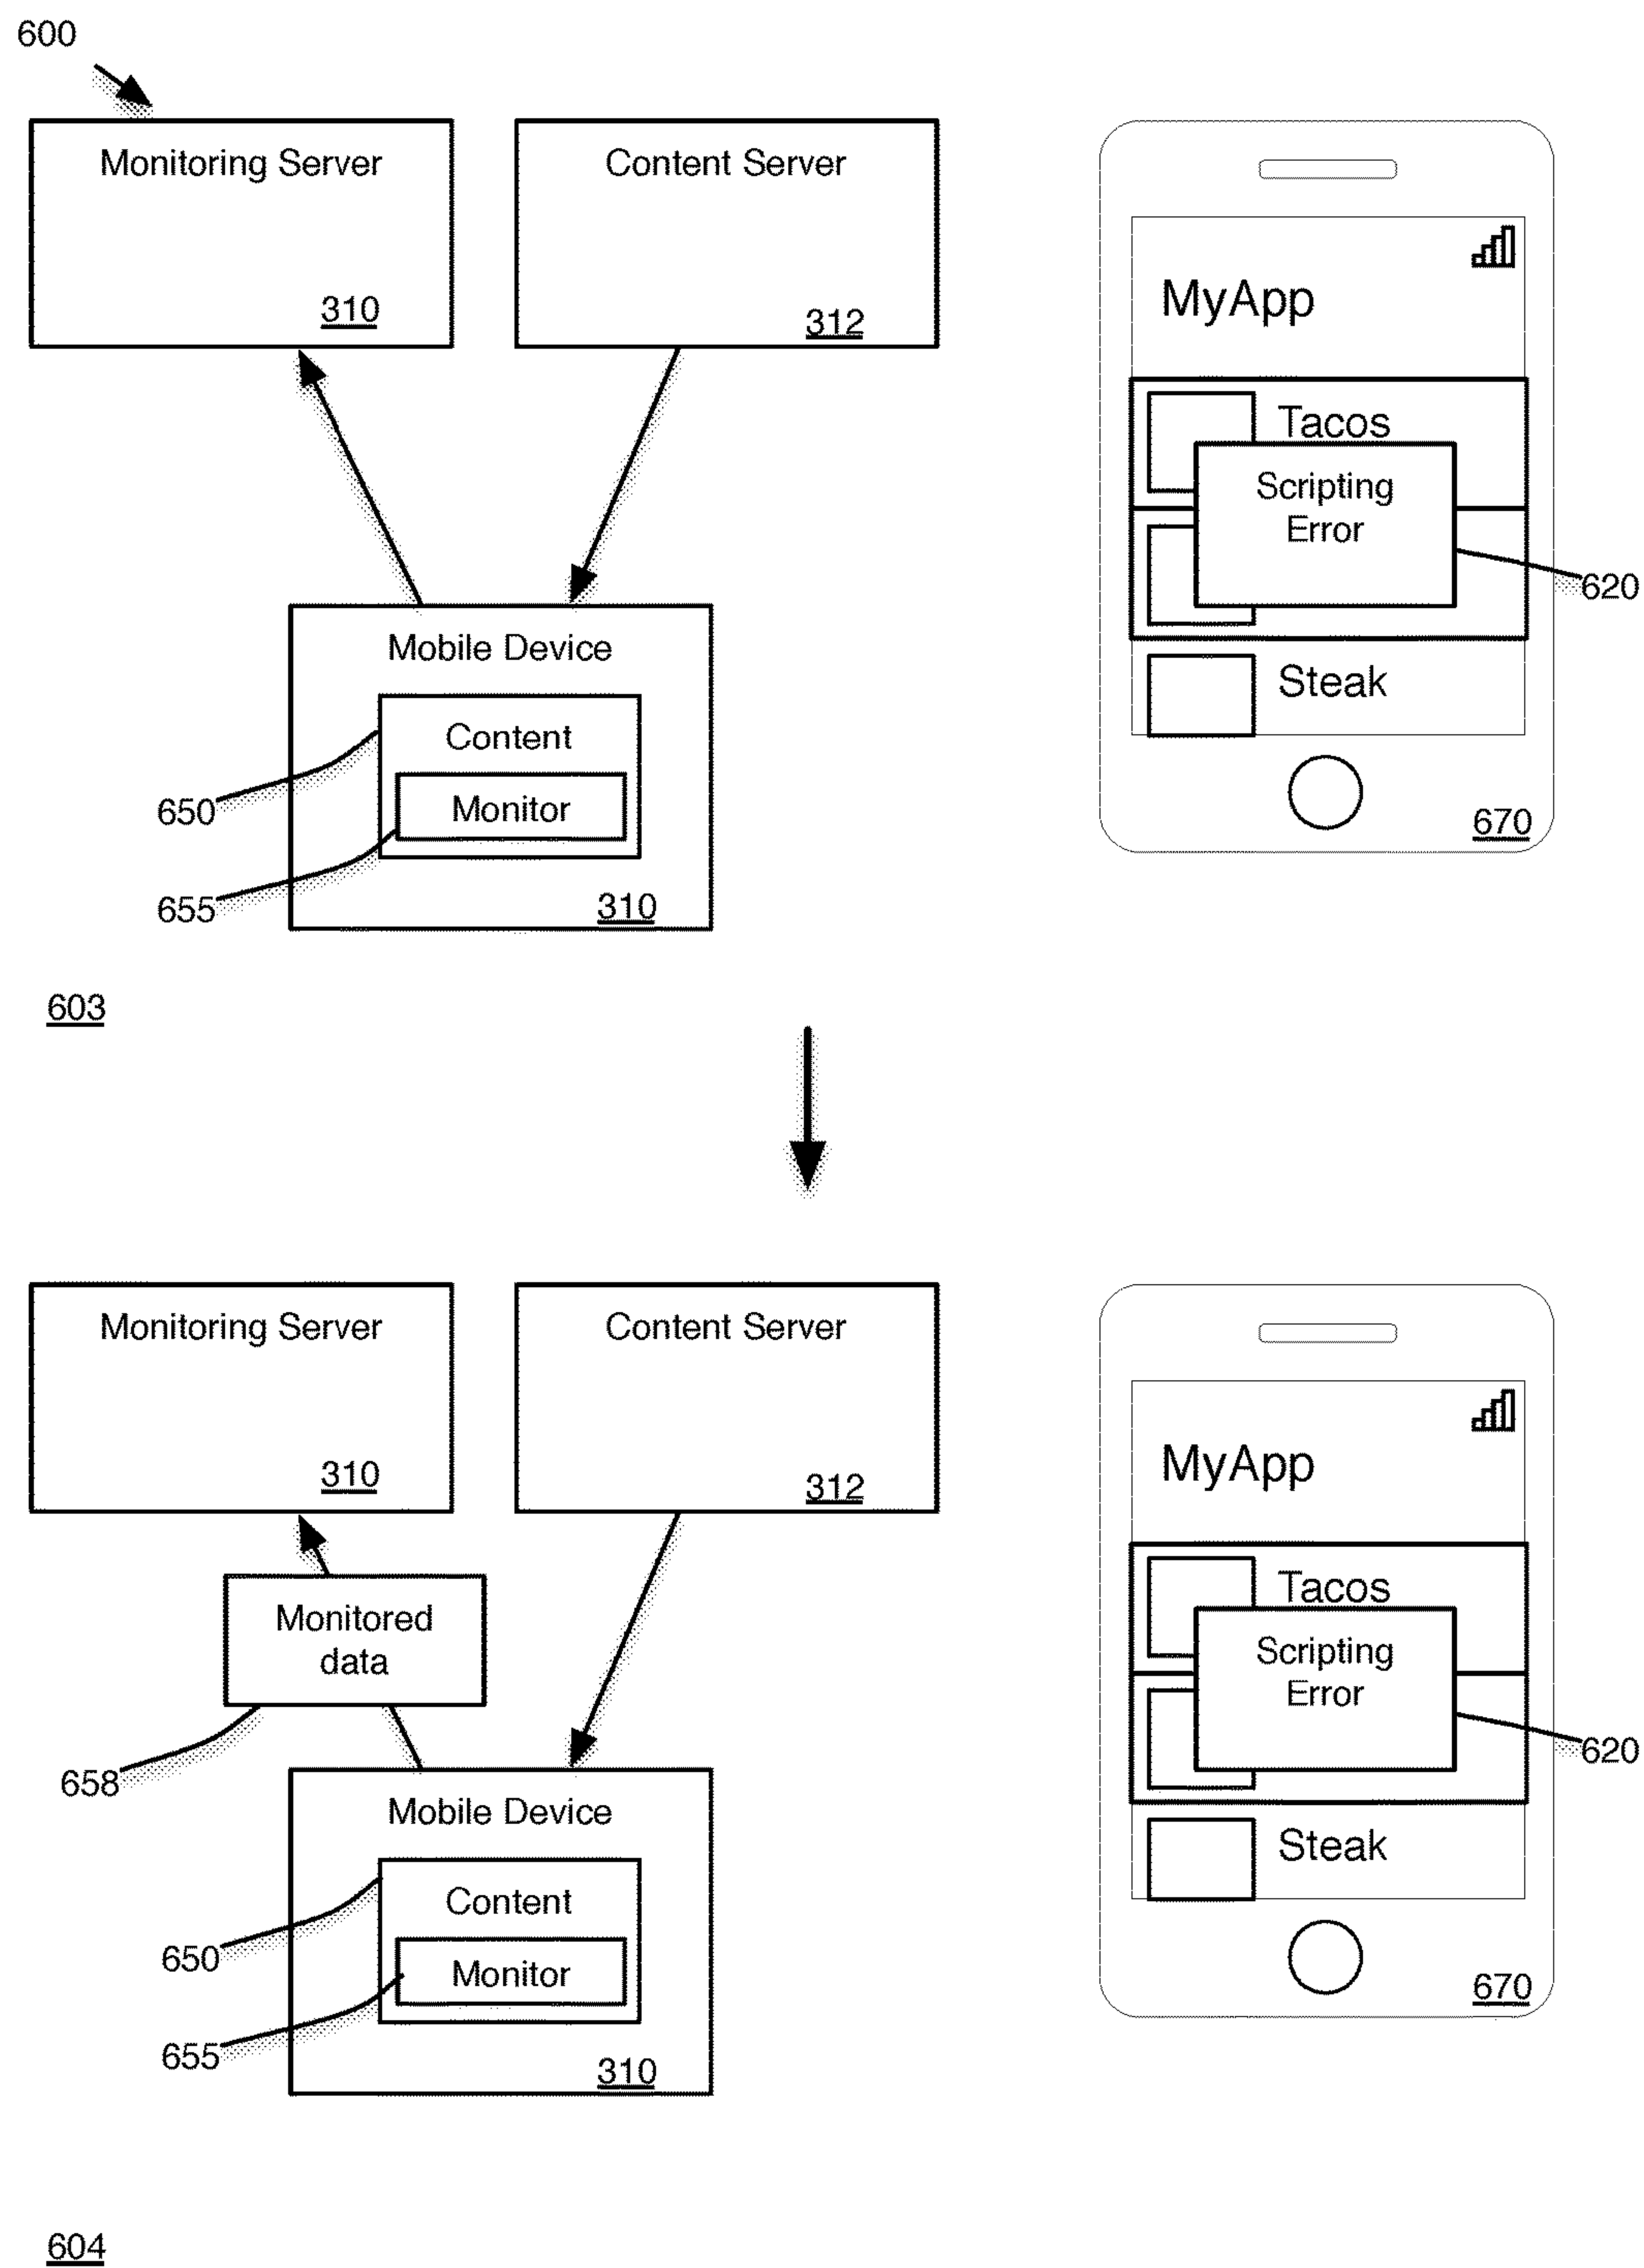 600
Monitoring Server
310
Content Server
312
Mobile Device
Content
Monitor
650
655
310
603
MyApp
Tacos
Scripting
Error
620
Steak
670
Monitoring Server
310
Content Server
312
Monitored
data
658
Mobile Device
Content
Monitor
650
655
310
604
MyApp
Tacos
Scripting
Error
620
Steak
670